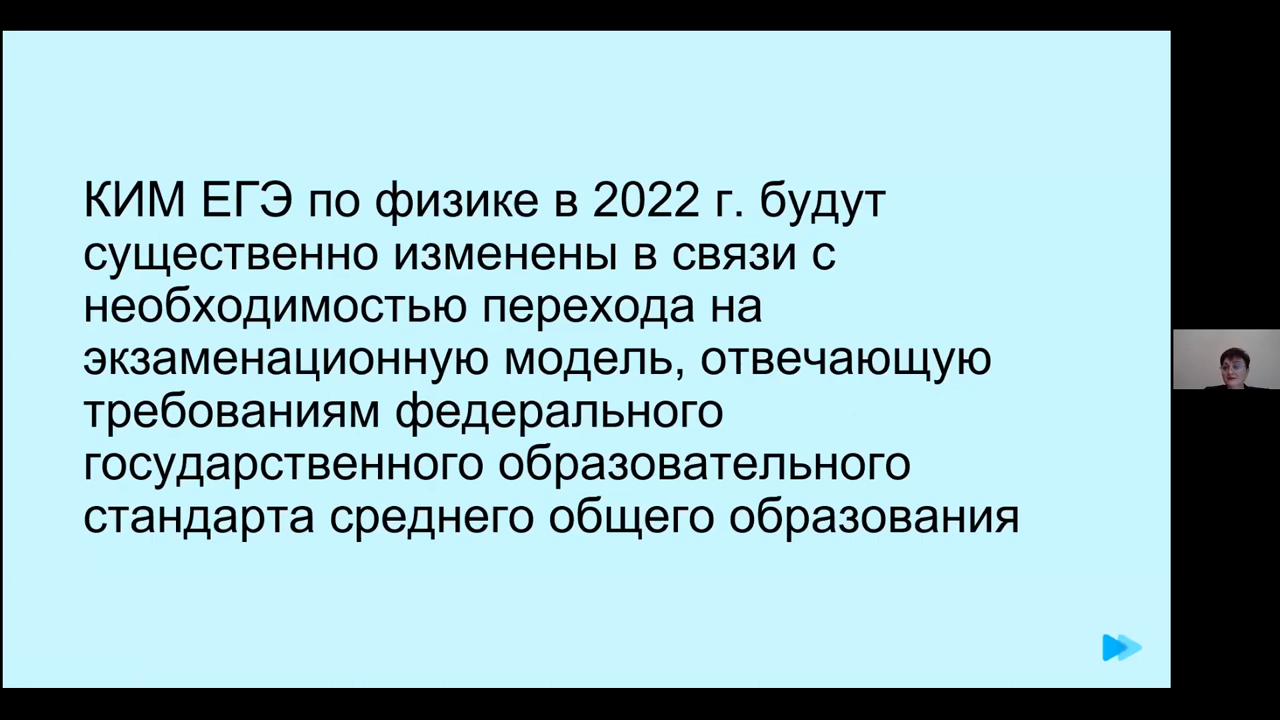 КИМ ЕГЭ по физике в 2022 г. будут
существенно изменены в связи с
необходимостью перехода на
экзаменационную модель, отвечающую
требованиям федерального
государственного образовательного
стандарта среднего общего образования